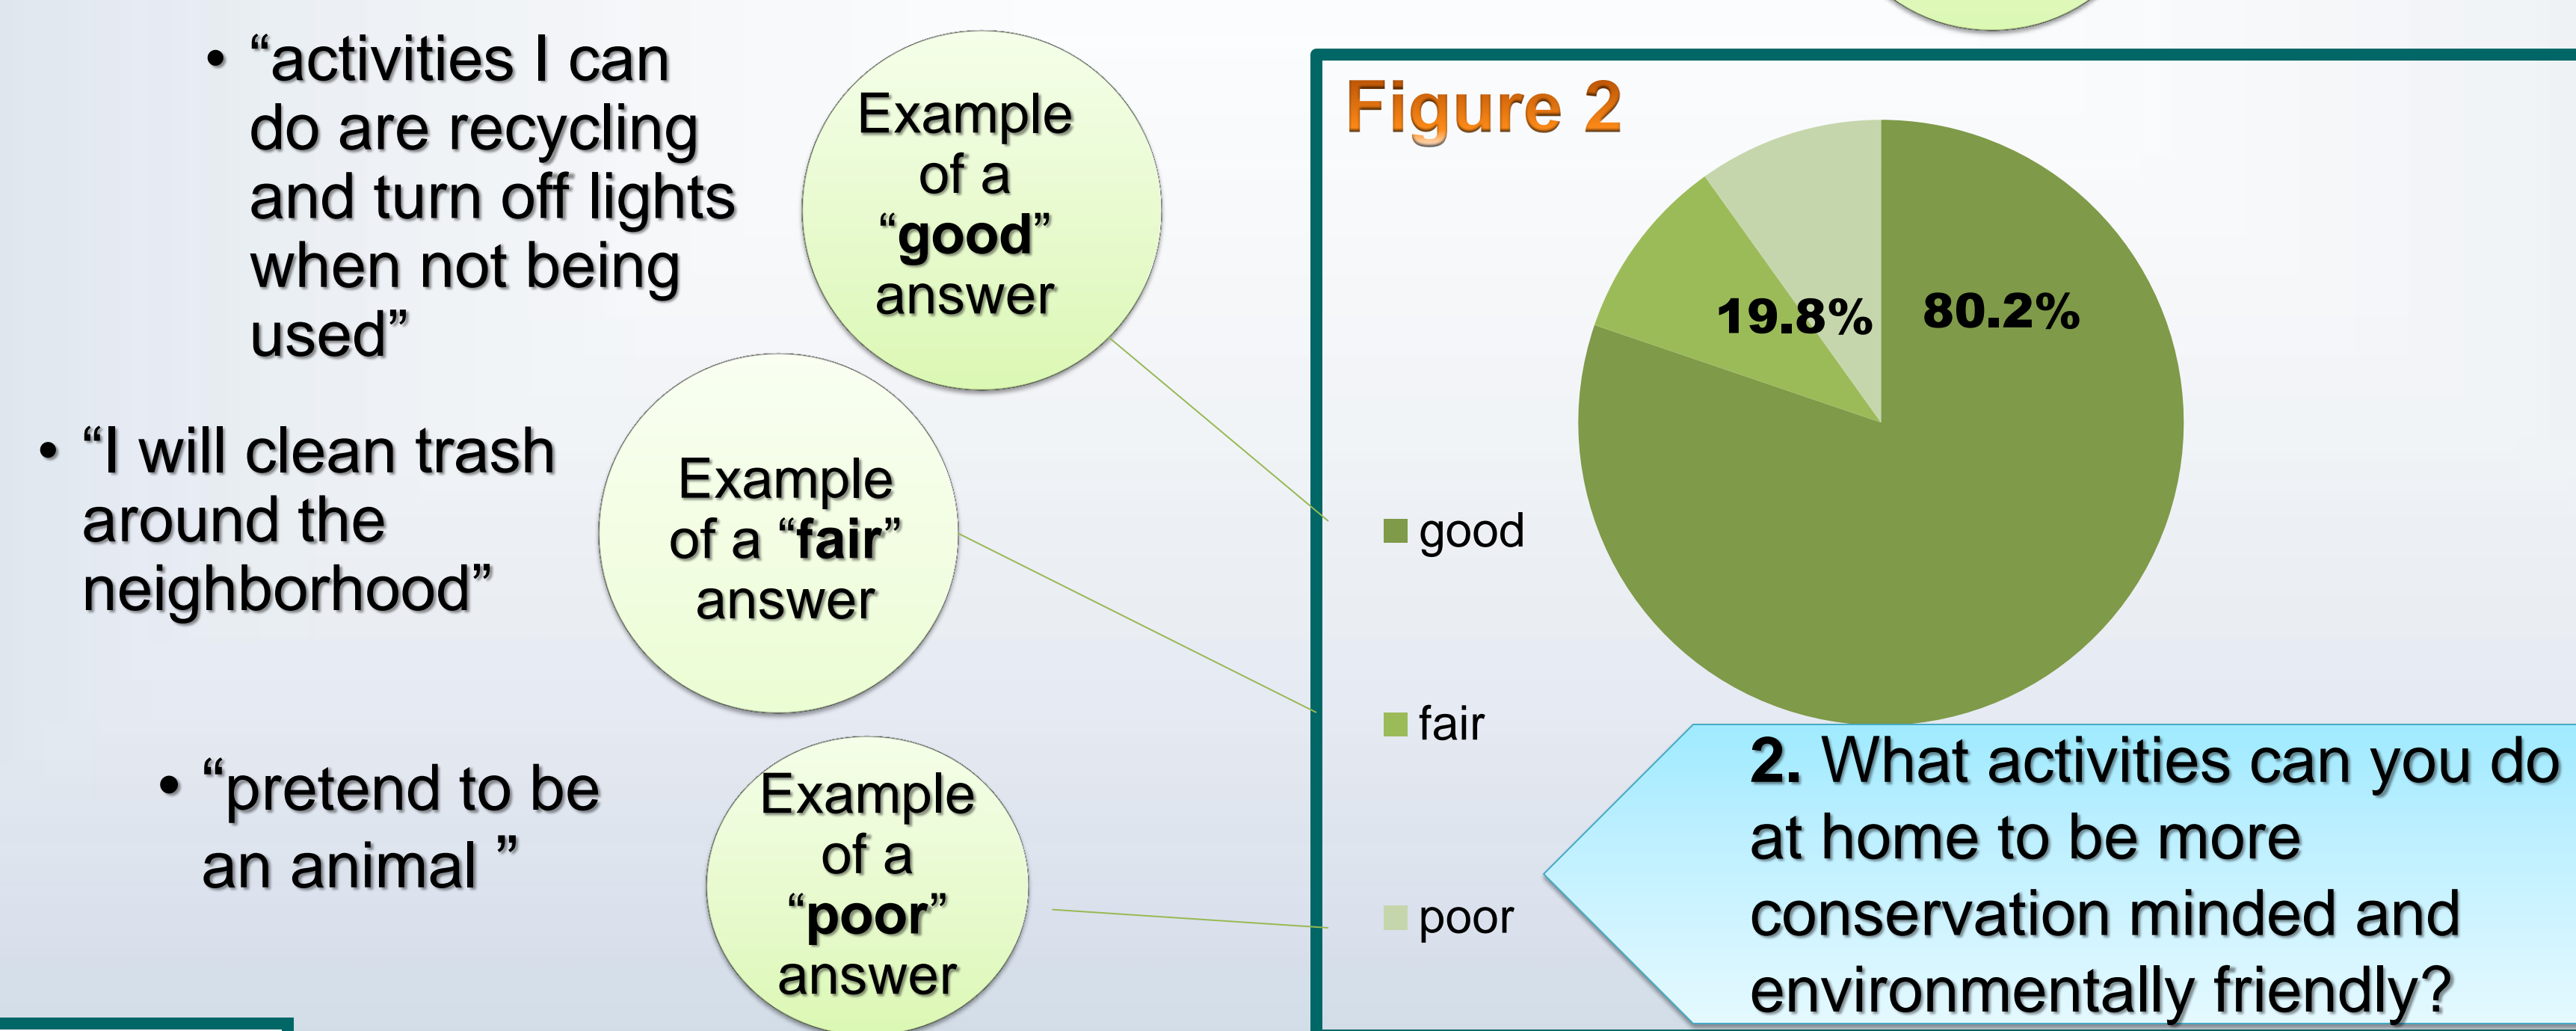 • “activities I can
do are recycling
and turn off lights
when not being
used”
Example
of a
“good”
answer
• “I will clean trash
around the
neighborhood”
Example
of a “fair”
answer
• “pretend to be
an animal ”
Example
of a
“poor”
answer
Figure 2
19.8%
80.2%
good
fair
poor
2. What activities can you do
at home to be more
conservation minded and
environmentally friendly?